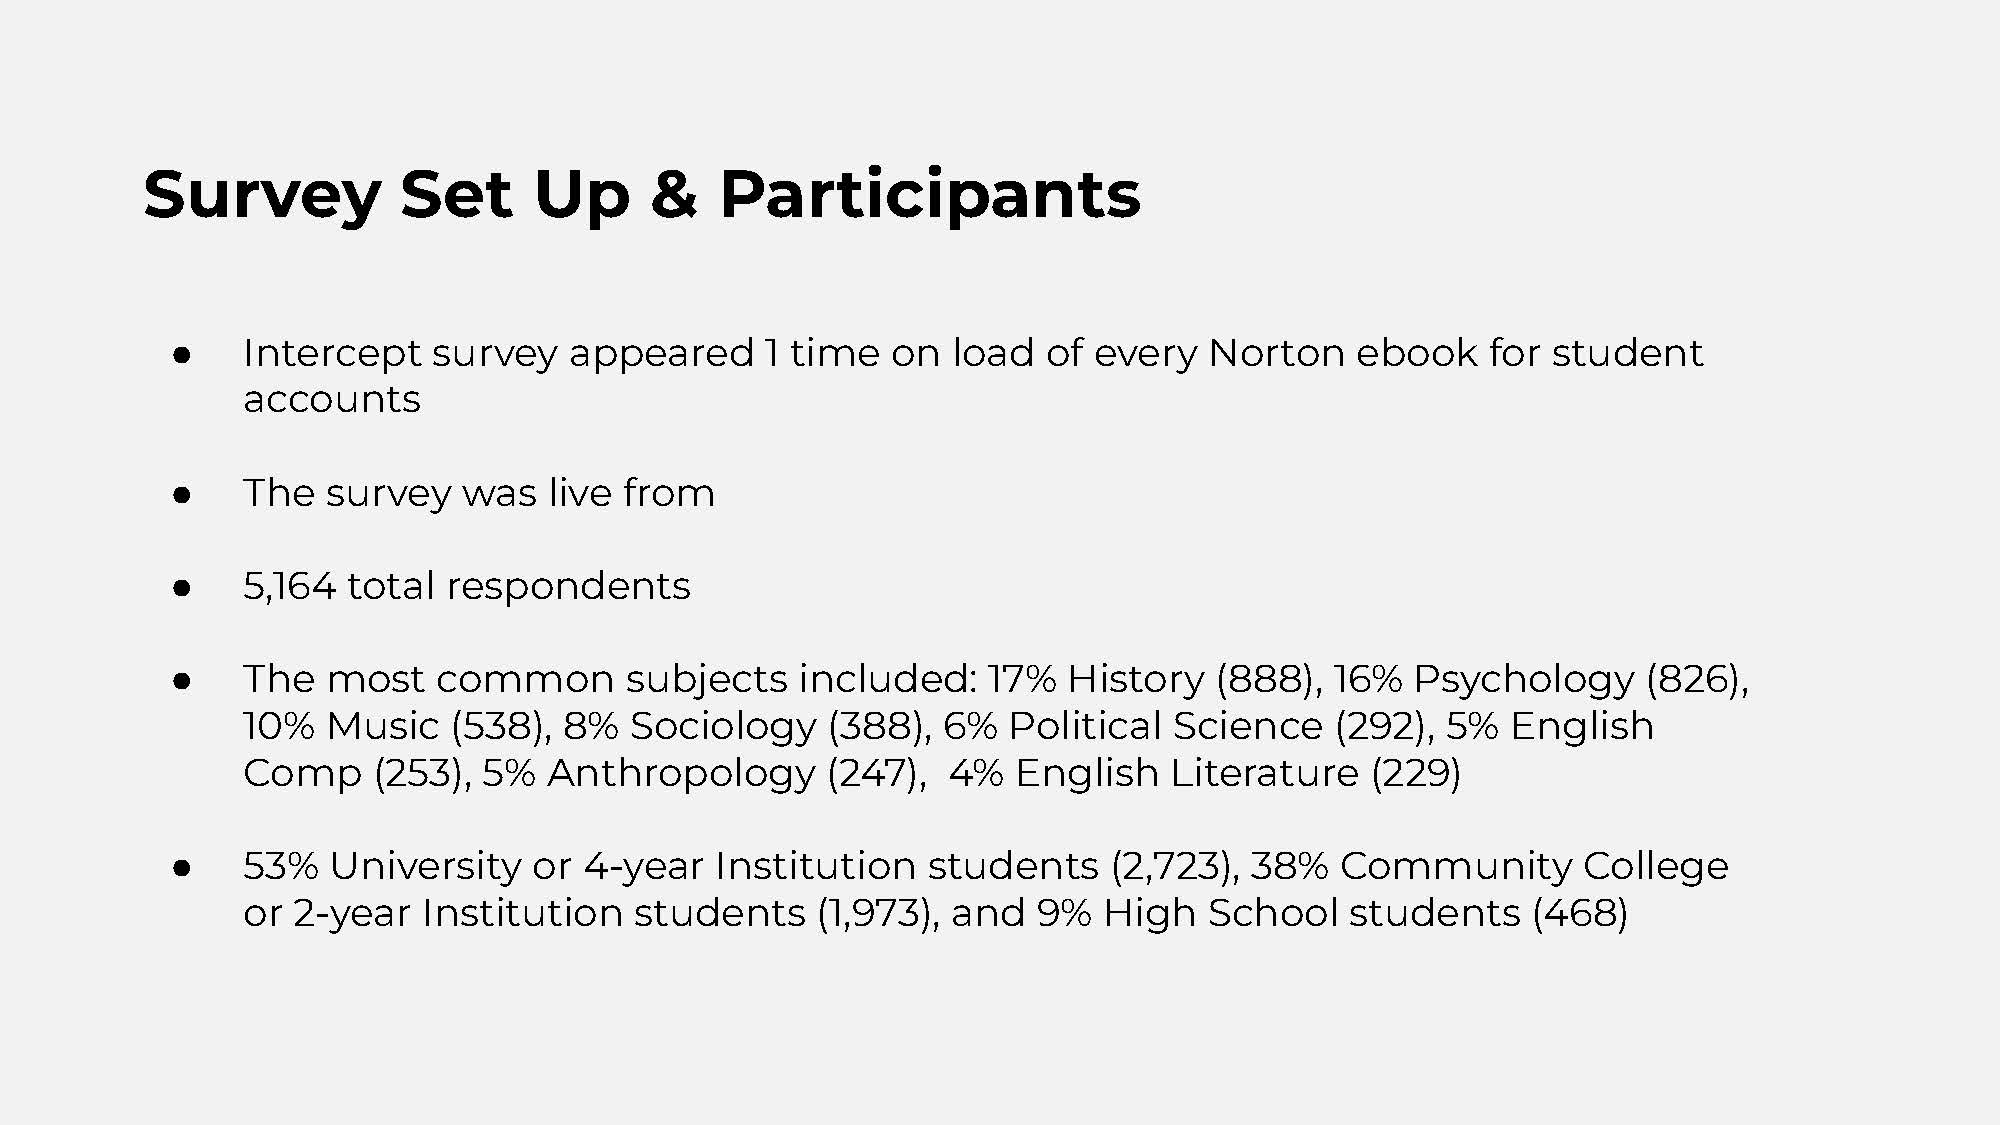 Survey Set Up & Participants
● Intercept survey appeared 1 time on load of every Norton ebook for student
accounts
● The survey was live from
● 5,164 total respondents
● The most common subjects included: 17% History (888), 16% Psychology (826),
10% Music (538), 8% Sociology (388), 6% Political Science (292), 5% English
Comp (253), 5% Anthropology (247), 4% English Literature (229)
● 53% University or 4-year Institution students (2,723), 38% Community College
or 2-year Institution students (1,973), and 9% High School students (468)